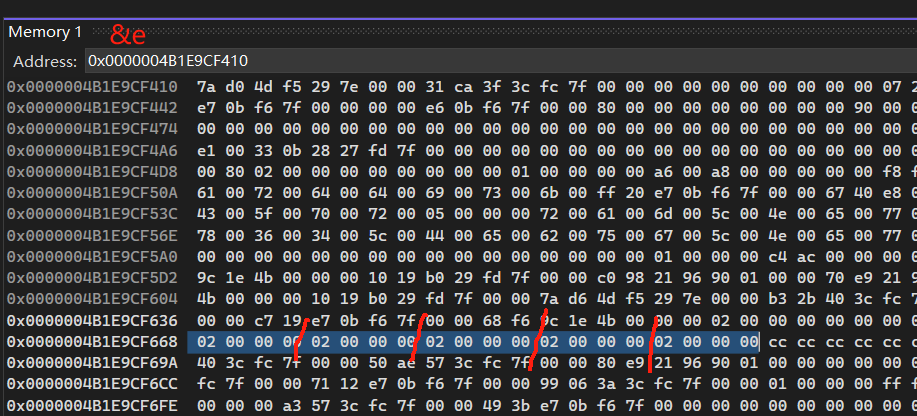 Memory 1 &e
Address: 0x0000004B1E9CF410
0x0000004B1E9CF410 7a d0 4d f5 29 7e 00 00 31 ca 3f 3c fc 7f 00 00 00 00 00 00 00 00 00 00 07 2
0x0000004B1E9CF442 e7 0b f6 7f 00 00 00 e6 0b f6 7f 00 00 00 80 00 00 00 00 00 00 00 90 00 00 0
0x0000004B1E9CF474 00 00 00 00 00 00 00 00 00 00 00 00 00 00 00 00 00 00 00 00 00 00 00 00 00 0
0x0000004B1E9CF4A6 e1 00 33 0b 28 27 fd 7f 00 00 00 00 00 00 00 00 00 00 00 00 00 00 00 00 00 0
0x0000004B1E9CF4D8 00 80 02 00 00 00 00 00 00 00 00 01 00 00 00 00 a6 00 a8 00 00 00 00 00 f8 f
0x0000004B1E9CF50A 61 00 72 00 64 00 64 00 69 00 73 00 6b 00 ff 20 e7 0b f6 7f 00 00 67 40 e8 0
0x0000004B1E9CF53C 43 00 5f 00 70 00 72 00 05 00 00 00 72 00 61 00 6d 00 5c 00 4e 00 65 00 77 0
0x0000004B1E9CF56E 78 00 36 00 34 00 5c 00 44 00 65 00 62 00 75 00 67 00 5c 00 4e 00 65 00 77 0
0x0000004B1E9CF5A0 00 00 00 00 00 00 00 00 00 00 00 00 00 00 00 00 01 00 00 00 c4 ac 00 00 00 0
0x0000004B1E9CF5D2 9c 1e 4b 00 00 00 10 19 b0 29 fd 7f 00 00 c0 98 21 96 90 01 00 00 70 e9 21 9
0x0000004B1E9CF604 4b 00 00 00 10 19 b0 29 fd 7f 00 00 7a d6 4d f5 29 7e 00 00 b3 2b 40 3c fc 7
0x0000004B1E9CF636 00 00 c7 19 e7 0b f6 7f 00 00 68 f6 9c 1e 4b 00 00 00 02 00 00 00 00 00 00 0
0x0000004B1E9CF668 02 00 00 00 02 00 00 00 02 00 00 00 02 00 00 00 02 00 00 00 cc cc cc cc cc c
0x0000004B1E9CF69A 40 3c fc 7f 00 00 50 ae 57 3c fc 7f 00 00 80 e9 21 96 90 01 00 00 00 00 00 0
0x0000004B1E9CF6CC fc 7f 00 00 71 12 e7 0b f6 7f 00 00 99 06 3a 3c fc 7f 00 00 01 00 00 00 ff f
0x0000004B1E9CF6FE 00 00 00 a3 57 3c fc 7f 00 00 49 3b e7 0b f6 7f 00 00 00 00 00 00 00 00 00 0